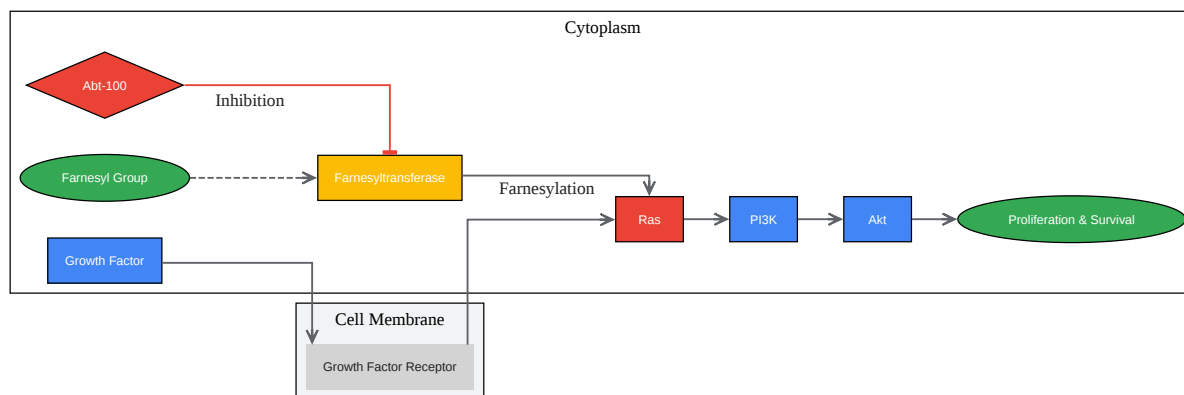 Cytoplasm
Abt-100
Inhibition
Farnesyl Group
Farnesyltransferase
Farnesylation
Ras
PI3K
Akt
Proliferation & Survival
Growth Factor
Cell Membrane
Growth Factor Receptor